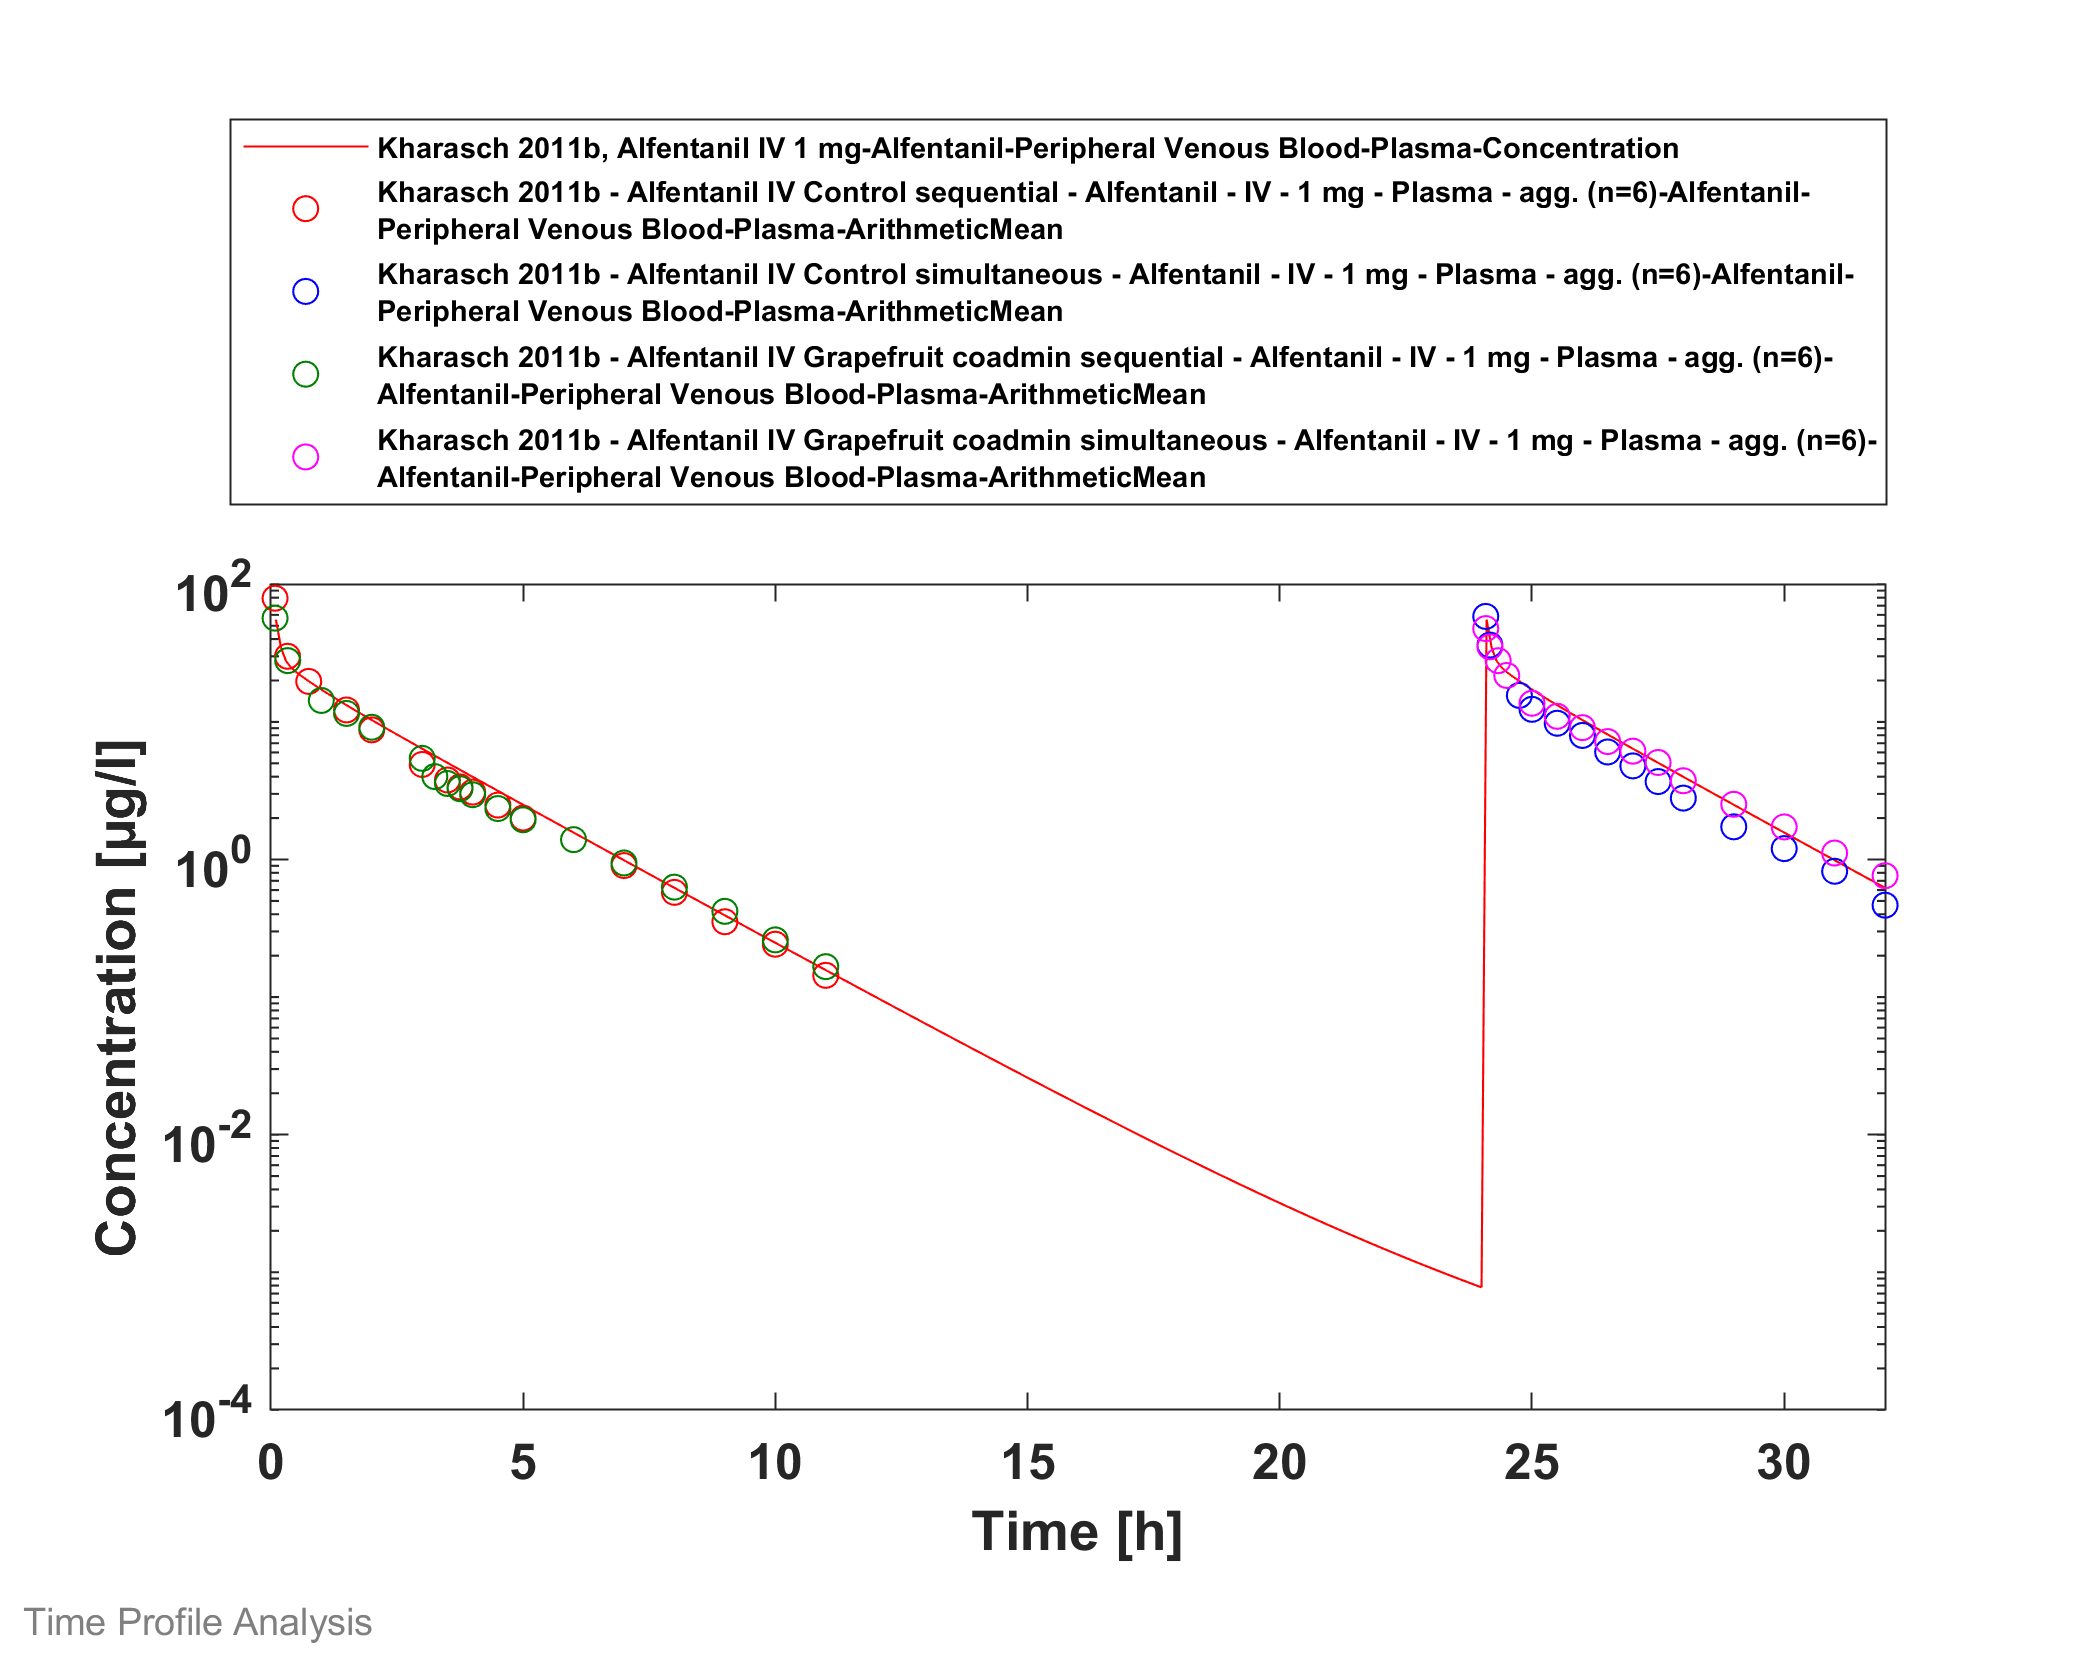 Kharasch 2011b, Alfentanil IV 1 mg-Alfentanil-Peripheral Venous Blood-Plasma-Concentration
Kharasch 2011b - Alfentanil IV Control sequential - Alfentanil - IV - 1 mg - Plasma - agg. (n=6)-Alfentanil-
Peripheral Venous Blood-Plasma-ArithmeticMean
Kharasch 2011b - Alfentanil IV Control simultaneous - Alfentanil - IV - 1 mg - Plasma - agg. (n=6)-Alfentanil-
Peripheral Venous Blood-Plasma-ArithmeticMean
Kharasch 2011b - Alfentanil IV Grapefruit coadmin sequential - Alfentanil - IV - 1 mg - Plasma - agg. (n=6)-
Alfentanil-Peripheral Venous Blood-Plasma-ArithmeticMean
Kharasch 2011b - Alfentanil IV Grapefruit coadmin simultaneous - Alfentanil - IV - 1 mg - Plasma - agg. (n=6)-
Alfentanil-Peripheral Venous Blood-Plasma-ArithmeticMean
10^2
10^0
10^-2
10^-4
Concentration [µg/l]
0 5 10 15 20 25 30
Time [h]
Time Profile Analysis